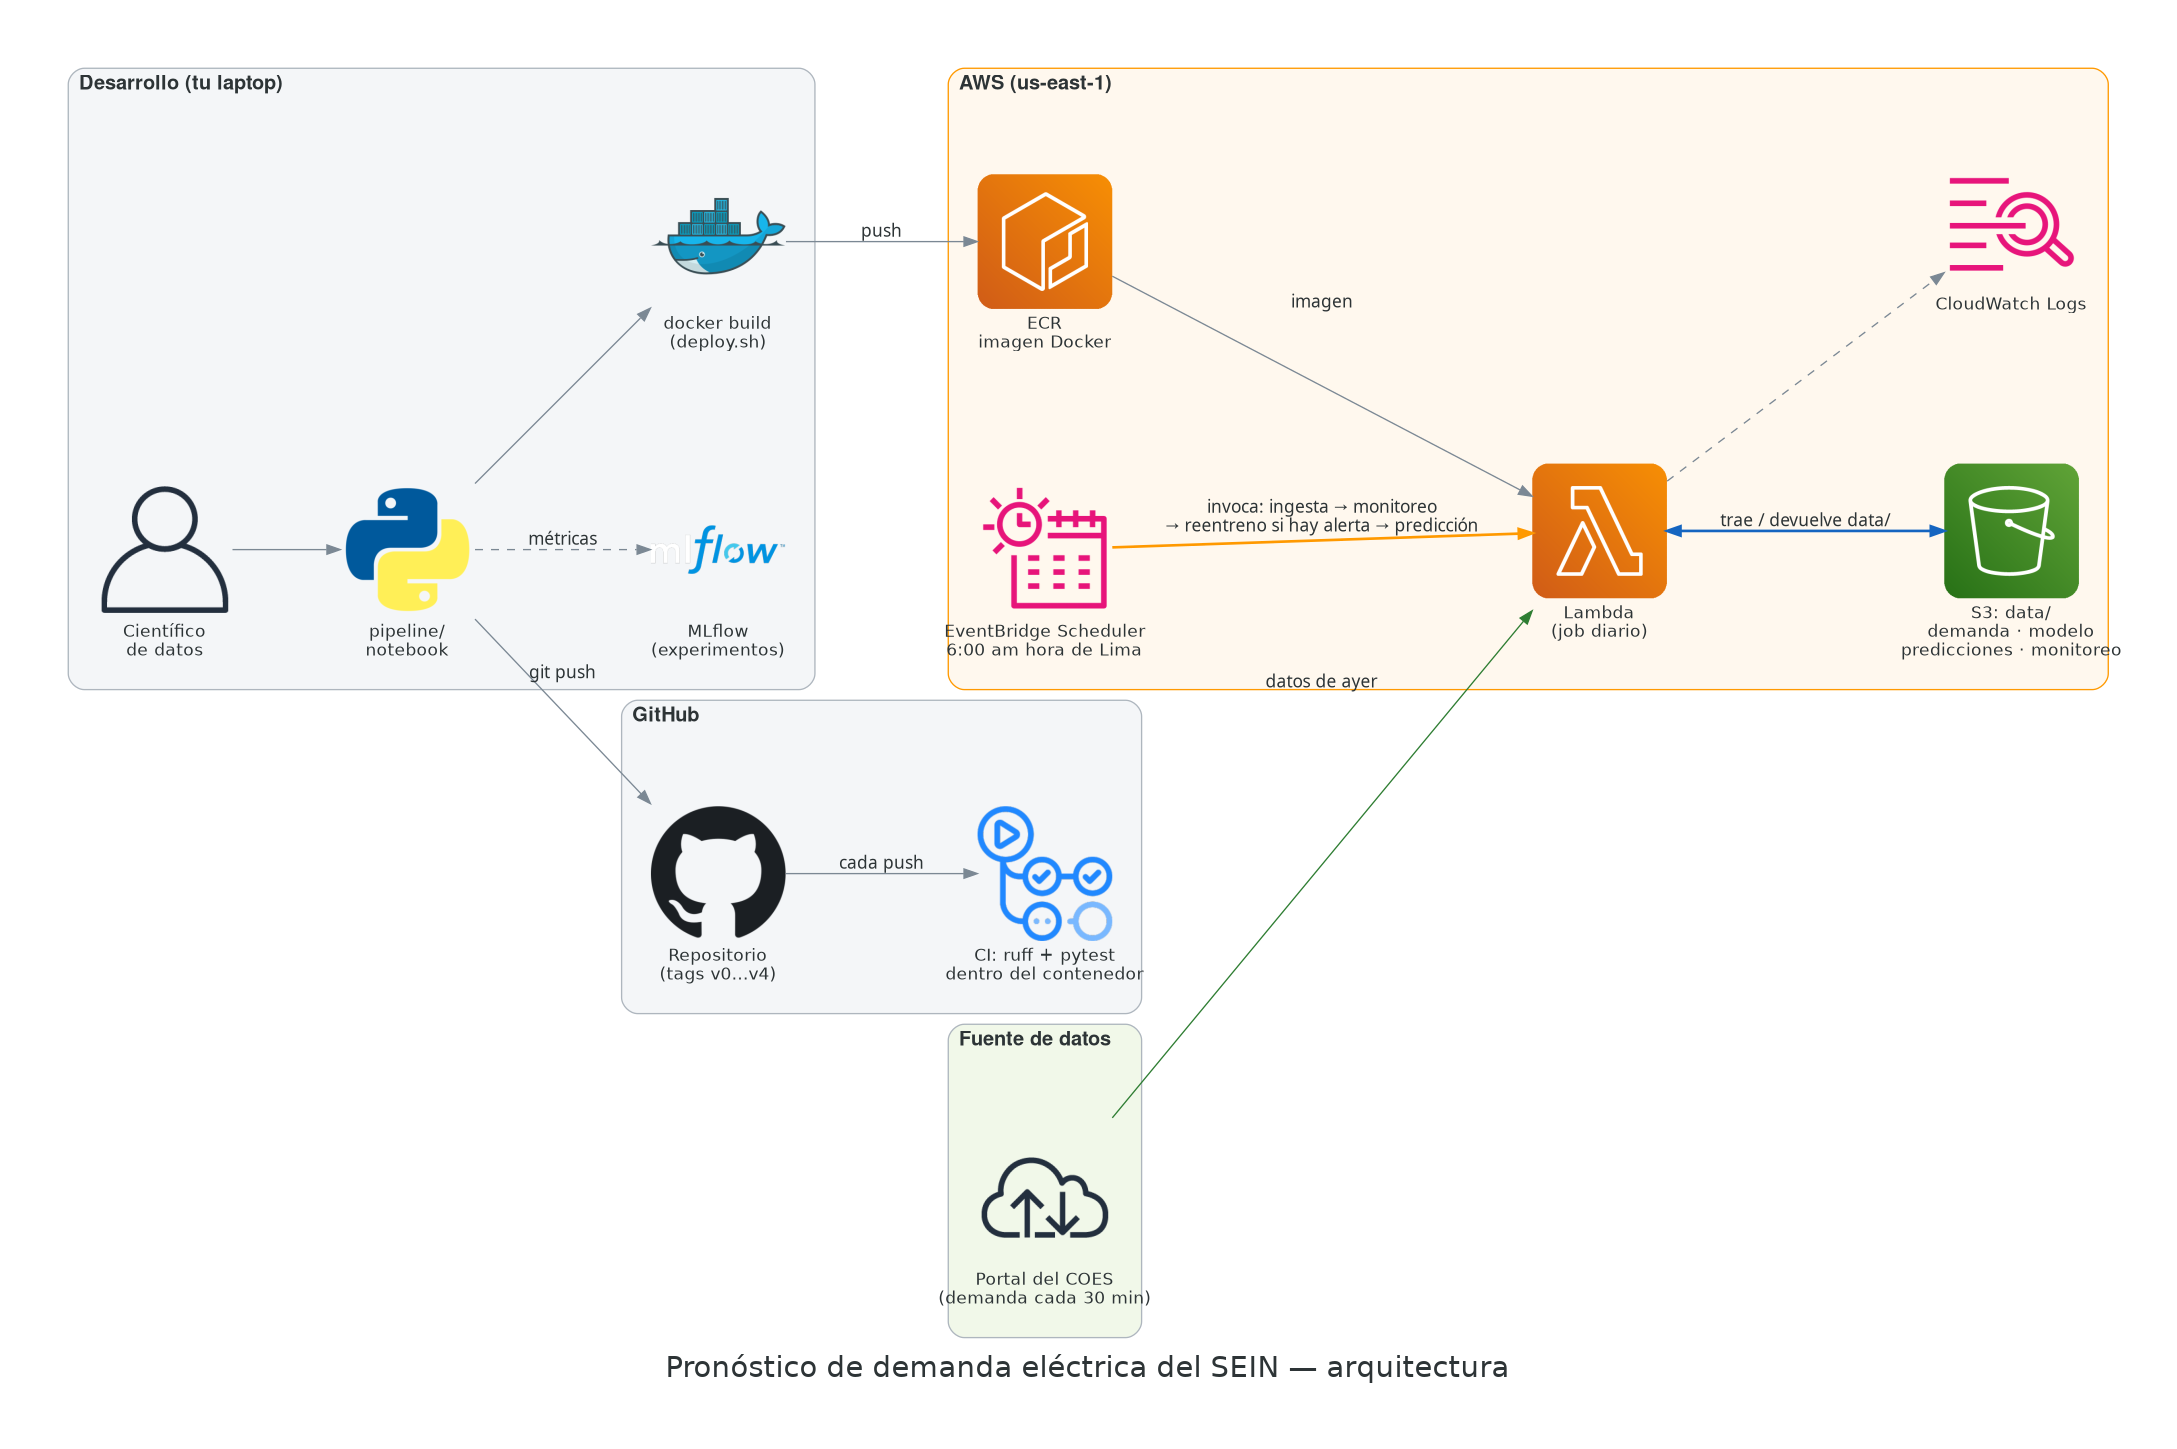 Desarrollo (tu laptop)
docker build
(deploy.sh)
Científico
de datos
pipeline/
notebook
métricas
mlflow™
MLflow
(experimentos)
git push
push
AWS (us-east-1)
ECR
imagen Docker
imagen
CloudWatch Logs
EventBridge Scheduler
6:00 am hora de Lima
invoca: ingesta → monitoreo
→ reentreno si hay alerta → predicción
Lambda
(job diario)
trae / devuelve data/
S3: data/
demanda · modelo
predicciones · monitoreo
datos de ayer
GitHub
Repositorio
(tags v0...v4)
cada push
CI: ruff + pytest
dentro del contenedor
Fuente de datos
Portal del COES
(demanda cada 30 min)
Pronóstico de demanda eléctrica del SEIN — arquitectura